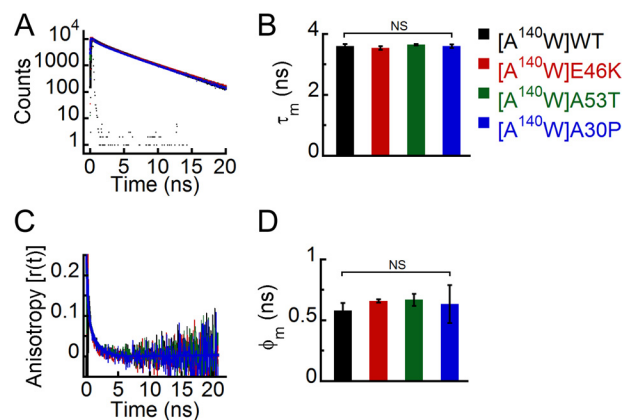 A
Counts
10⁴
1000
100
10
1
0 5 10 15 20
Time (ns)
B
τm (ns)
4
2
0
NS
[A¹⁴⁰W]WT
[A¹⁴⁰W]E46K
[A¹⁴⁰W]A53T
[A¹⁴⁰W]A30P
C
Anisotropy [r(t)]
0.2
0.1
0
0 5 10 15 20
Time (ns)
D
ϕm (ns)
1
0.5
0
NS